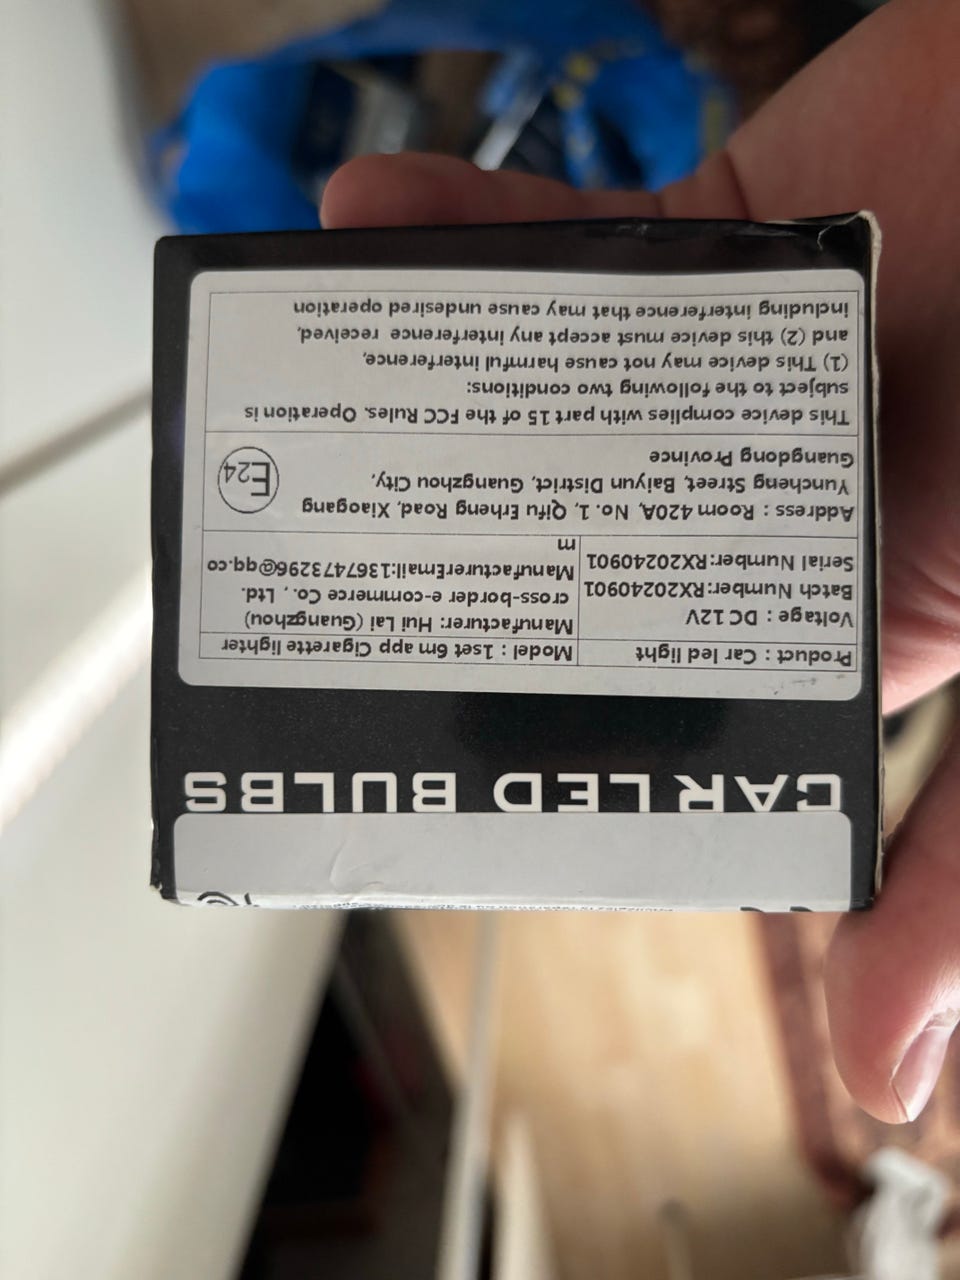 CAR LED BULBS
Product : Car led light
Model : 1set 6m app Cigarette lighter
Voltage : DC 12V
Batch Number:RX20240901
Serial Number:RX20240901
Manufacturer: Hui Lai (Guangzhou)
cross-border e-commerce Co. , Ltd.
ManufacturerEmail:1367473296@qq.co
m
Address : Room 420A, No. 1, Qifu Erheng Road, Xiaogang
Yuncheng Street, Baiyun District, Guangzhou City,
Guangdong Province
E24
This device complies with part 15 of the FCC Rules. Operation is
subject to the following two conditions:
(1) This device may not cause harmful interference,
and (2) this device must accept any interference received,
including interference that may cause undesired operation